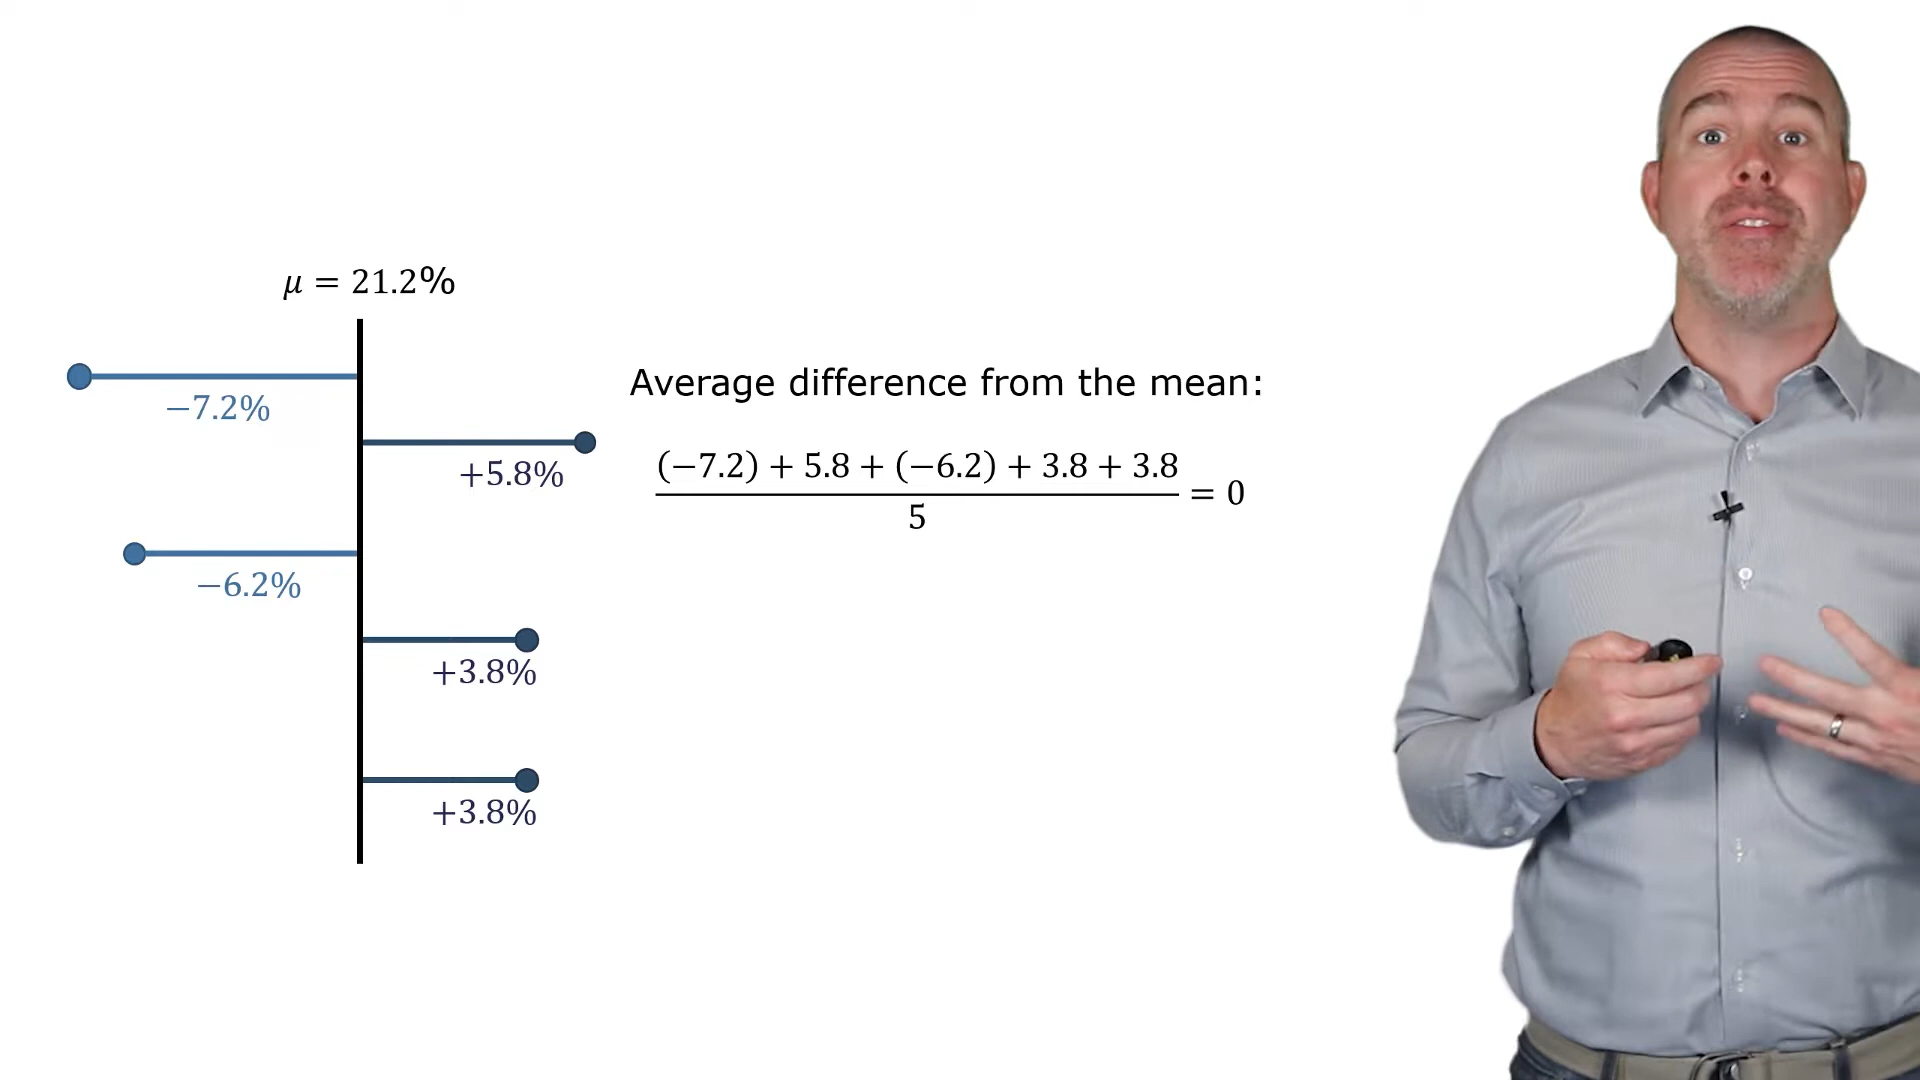 μ = 21.2%
−7.2%
+5.8%
−6.2%
+3.8%
+3.8%
Average difference from the mean:
(−7.2) + 5.8 + (−6.2) + 3.8 + 3.8
5
= 0